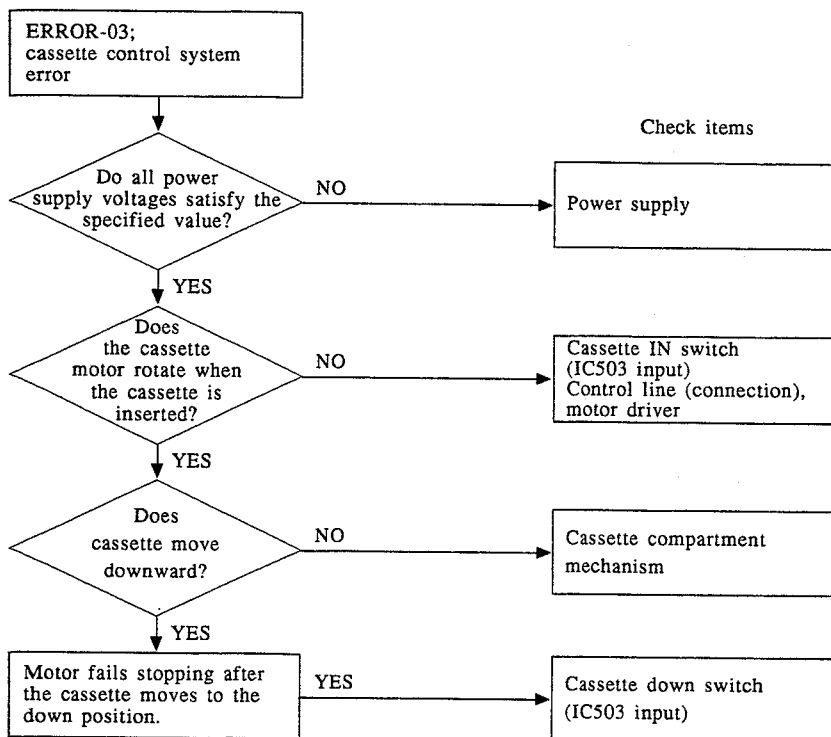 ERROR-03;
cassette control system
error
Check items
Do all power
supply voltages satisfy the
specified value?
NO
Power supply
YES
Does
the cassette
motor rotate when
the cassette is
inserted?
NO
Cassette IN switch
(IC503 input)
Control line (connection),
motor driver
YES
Does
cassette move
downward?
NO
Cassette compartment
mechanism
YES
Motor fails stopping after
the cassette moves to the
down position.
YES
Cassette down switch
(IC503 input)